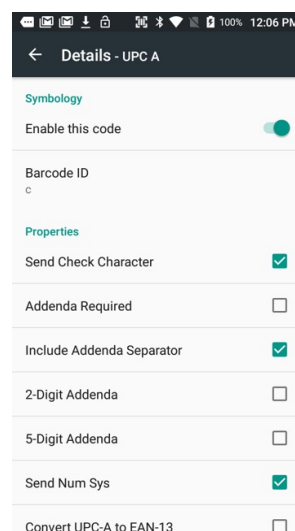 100% 12:06 PM
Details - UPC A
Symbology
Enable this code
Barcode ID
c
Properties
Send Check Character
Addenda Required
Include Addenda Separator
2-Digit Addenda
5-Digit Addenda
Send Num Sys
Convert UPC-A to EAN-13